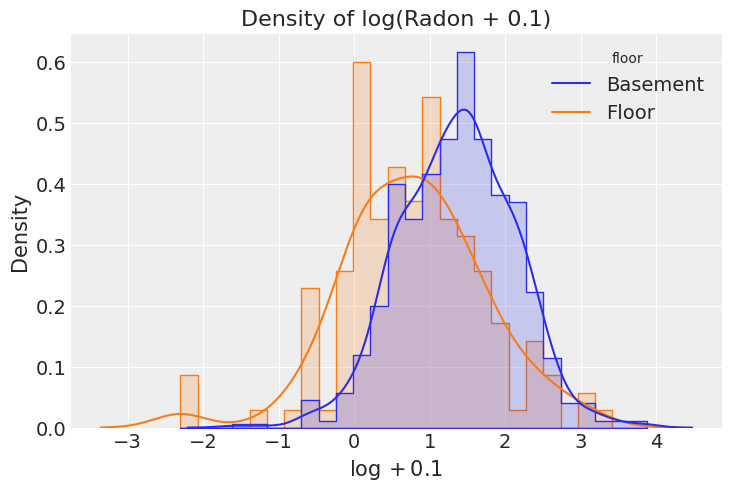 Density of log(Radon + 0.1)
floor
Basement
Floor
Density
0.6
0.5
0.4
0.3
0.2
0.1
0.0
−3 −2 −1 0 1 2 3 4
log +0.1